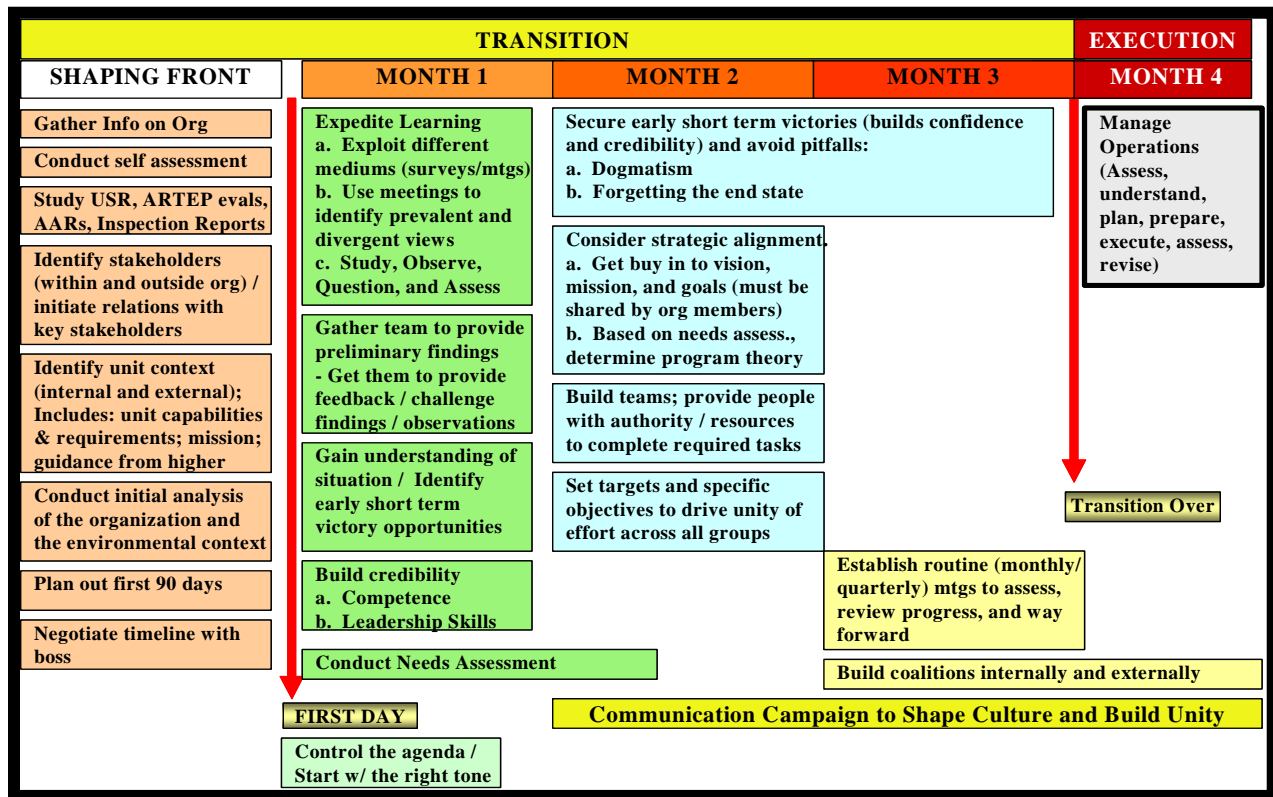 TRANSITION
EXECUTION
SHAPING FRONT
MONTH 1
MONTH 2
MONTH 3
MONTH 4
Gather Info on Org
Conduct self assessment
Study USR, ARTEP evals,
AARs, Inspection Reports
Identify stakeholders
(within and outside org) /
initiate relations with
key stakeholders
Identify unit context
(internal and external);
Includes: unit capabilities
& requirements; mission;
guidance from higher
Conduct initial analysis
of the organization and
the environmental context
Plan out first 90 days
Negotiate timeline with
boss
FIRST DAY
Control the agenda /
Start w/ the right tone
Expedite Learning
a. Exploit different
mediums (surveys/mtgs)
b. Use meetings to
identify prevalent and
divergent views
c. Study, Observe,
Question, and Assess
Gather team to provide
preliminary findings
- Get them to provide
feedback / challenge
findings / observations
Gain understanding of
situation / Identify
early short term
victory opportunities
Build credibility
a. Competence
b. Leadership Skills
Conduct Needs Assessment
Secure early short term victories (builds confidence
and credibility) and avoid pitfalls:
a. Dogmatism
b. Forgetting the end state
Consider strategic alignment.
a. Get buy in to vision,
mission, and goals (must be
shared by org members)
b. Based on needs assess.,
determine program theory
Build teams; provide people
with authority / resources
to complete required tasks
Set targets and specific
objectives to drive unity of
effort across all groups
Establish routine (monthly/
quarterly) mtgs to assess,
review progress, and way
forward
Build coalitions internally and externally
Communication Campaign to Shape Culture and Build Unity
Manage
Operations
(Assess,
understand,
plan, prepare,
execute, assess,
revise)
Transition Over